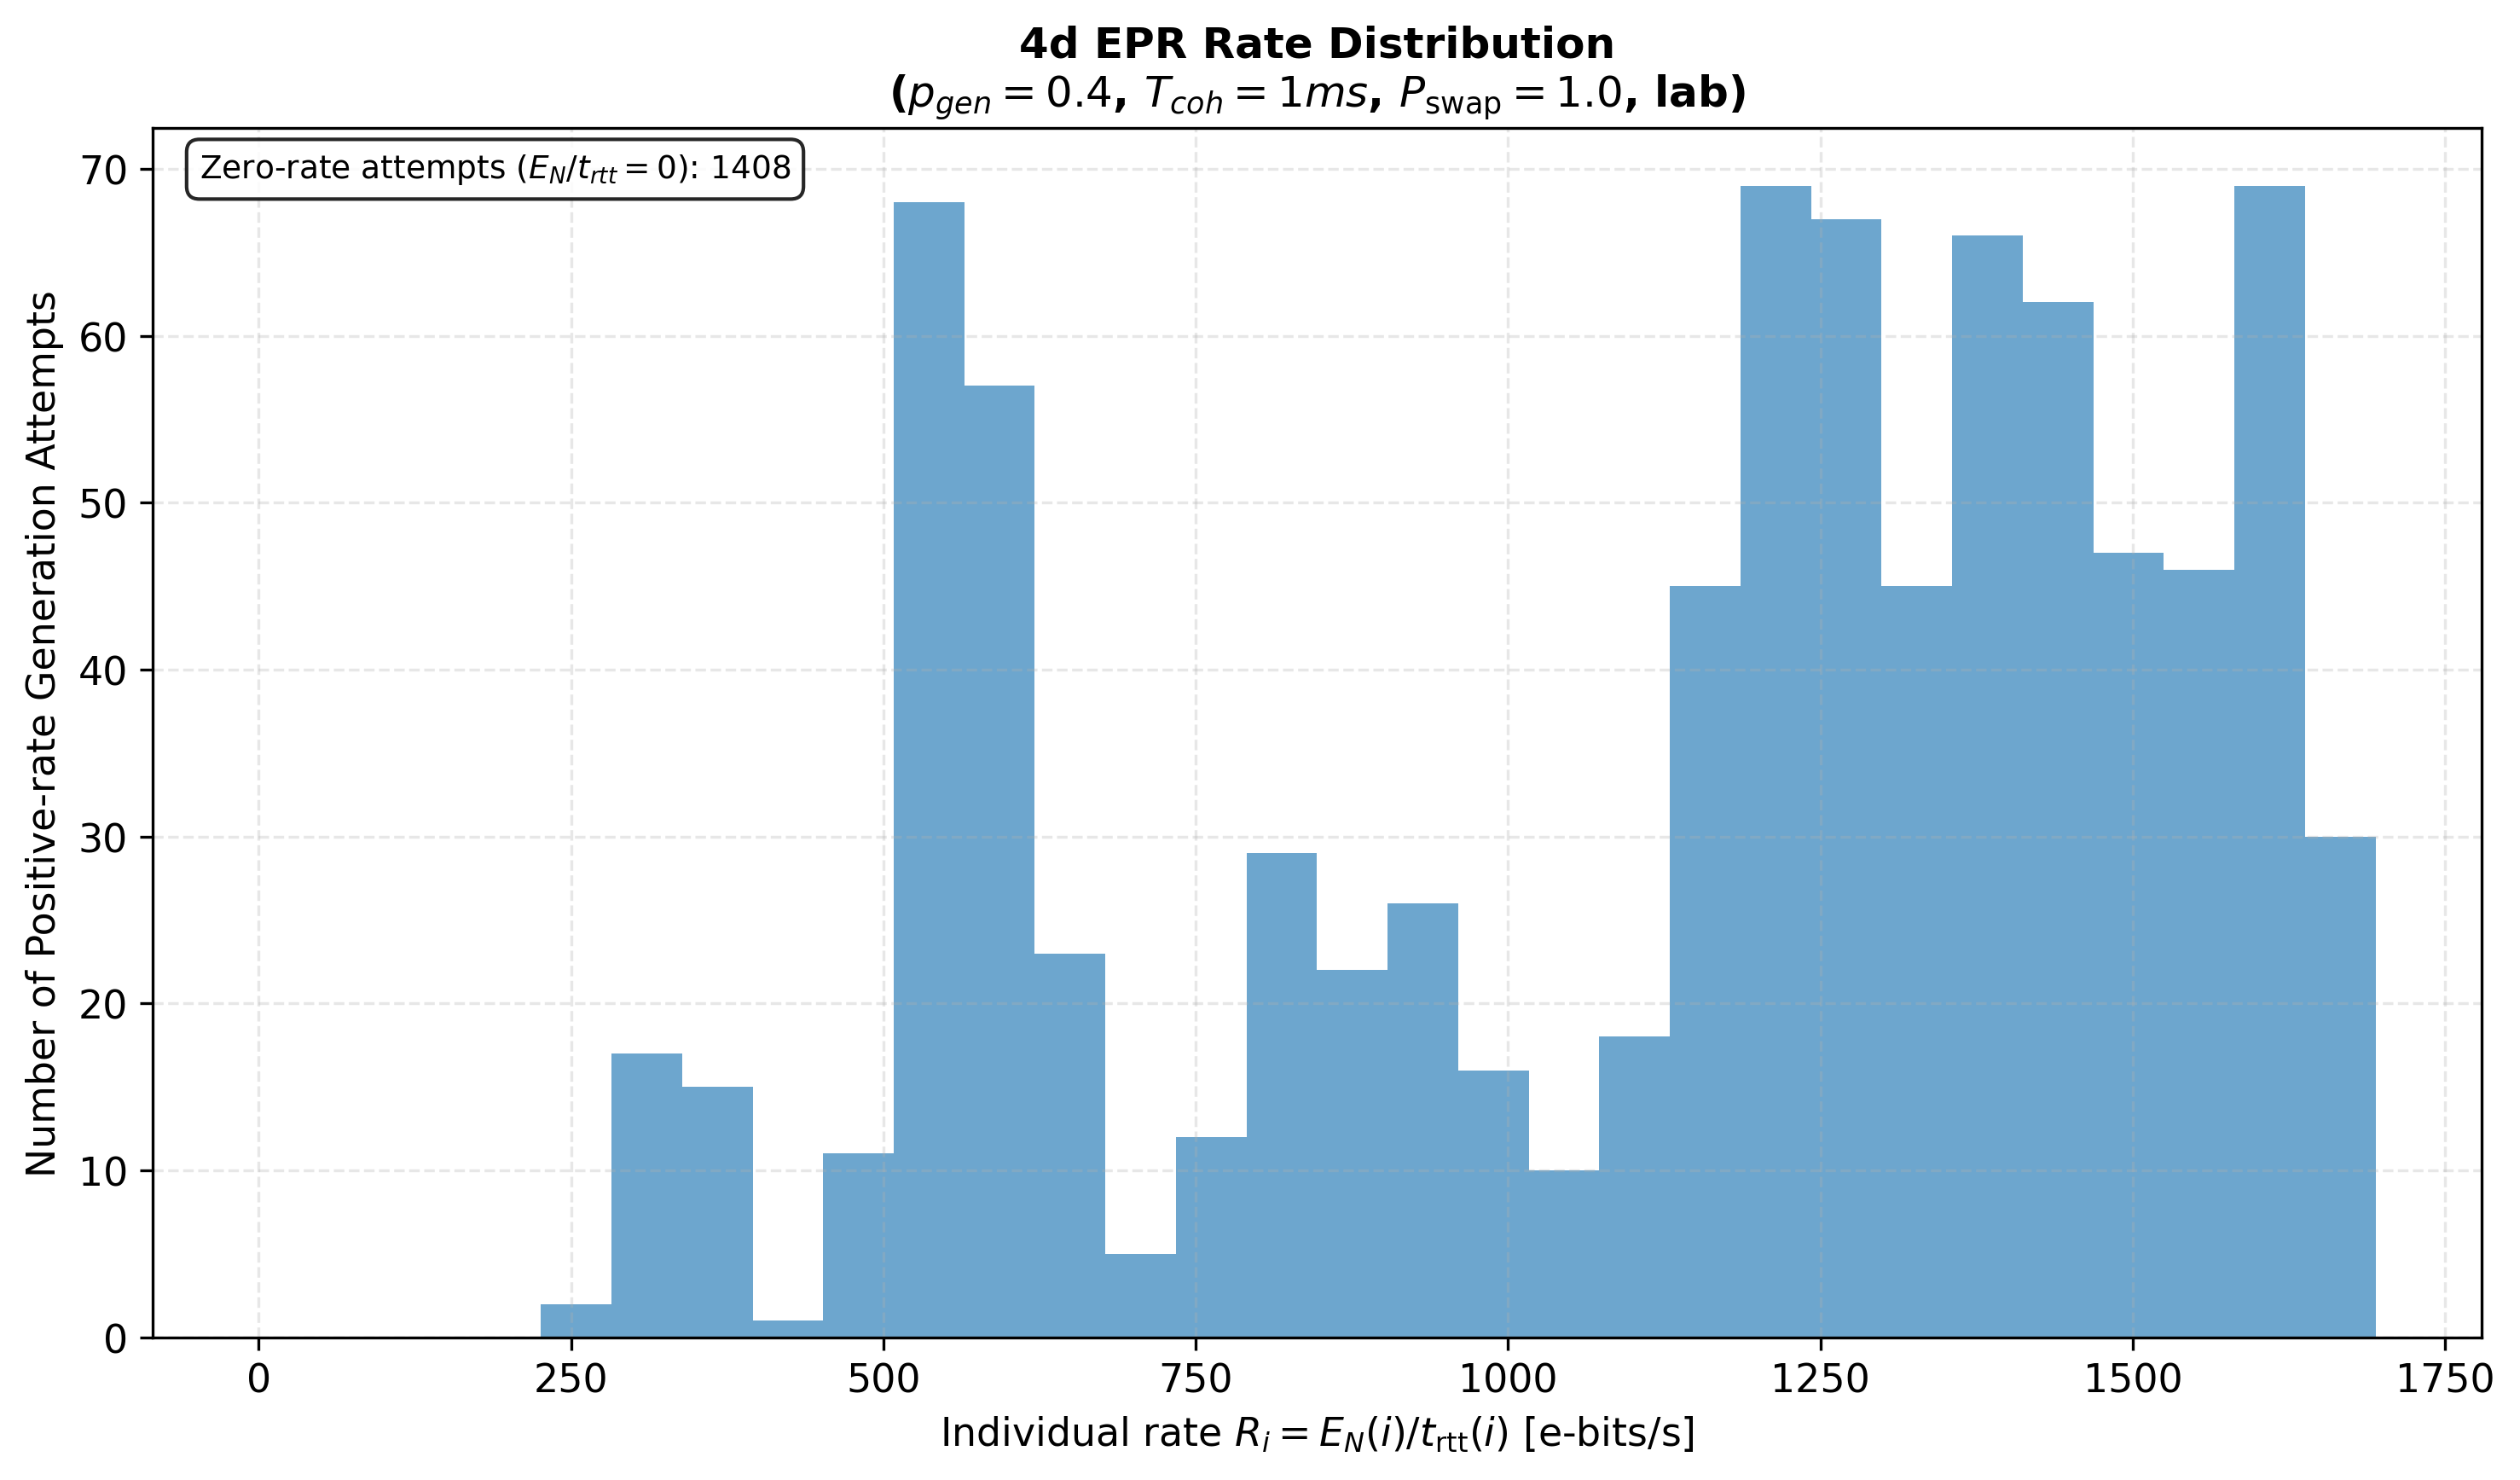 4d EPR Rate Distribution
(p_gen = 0.4, T_coh = 1ms, P_swap = 1.0, lab)
Zero-rate attempts (E_N/t_rtt = 0): 1408
Number of Positive-rate Generation Attempts
70
60
50
40
30
20
10
0
0 250 500 750 1000 1250 1500 1750
Individual rate R_i = E_N(i)/t_rtt(i) [e-bits/s]